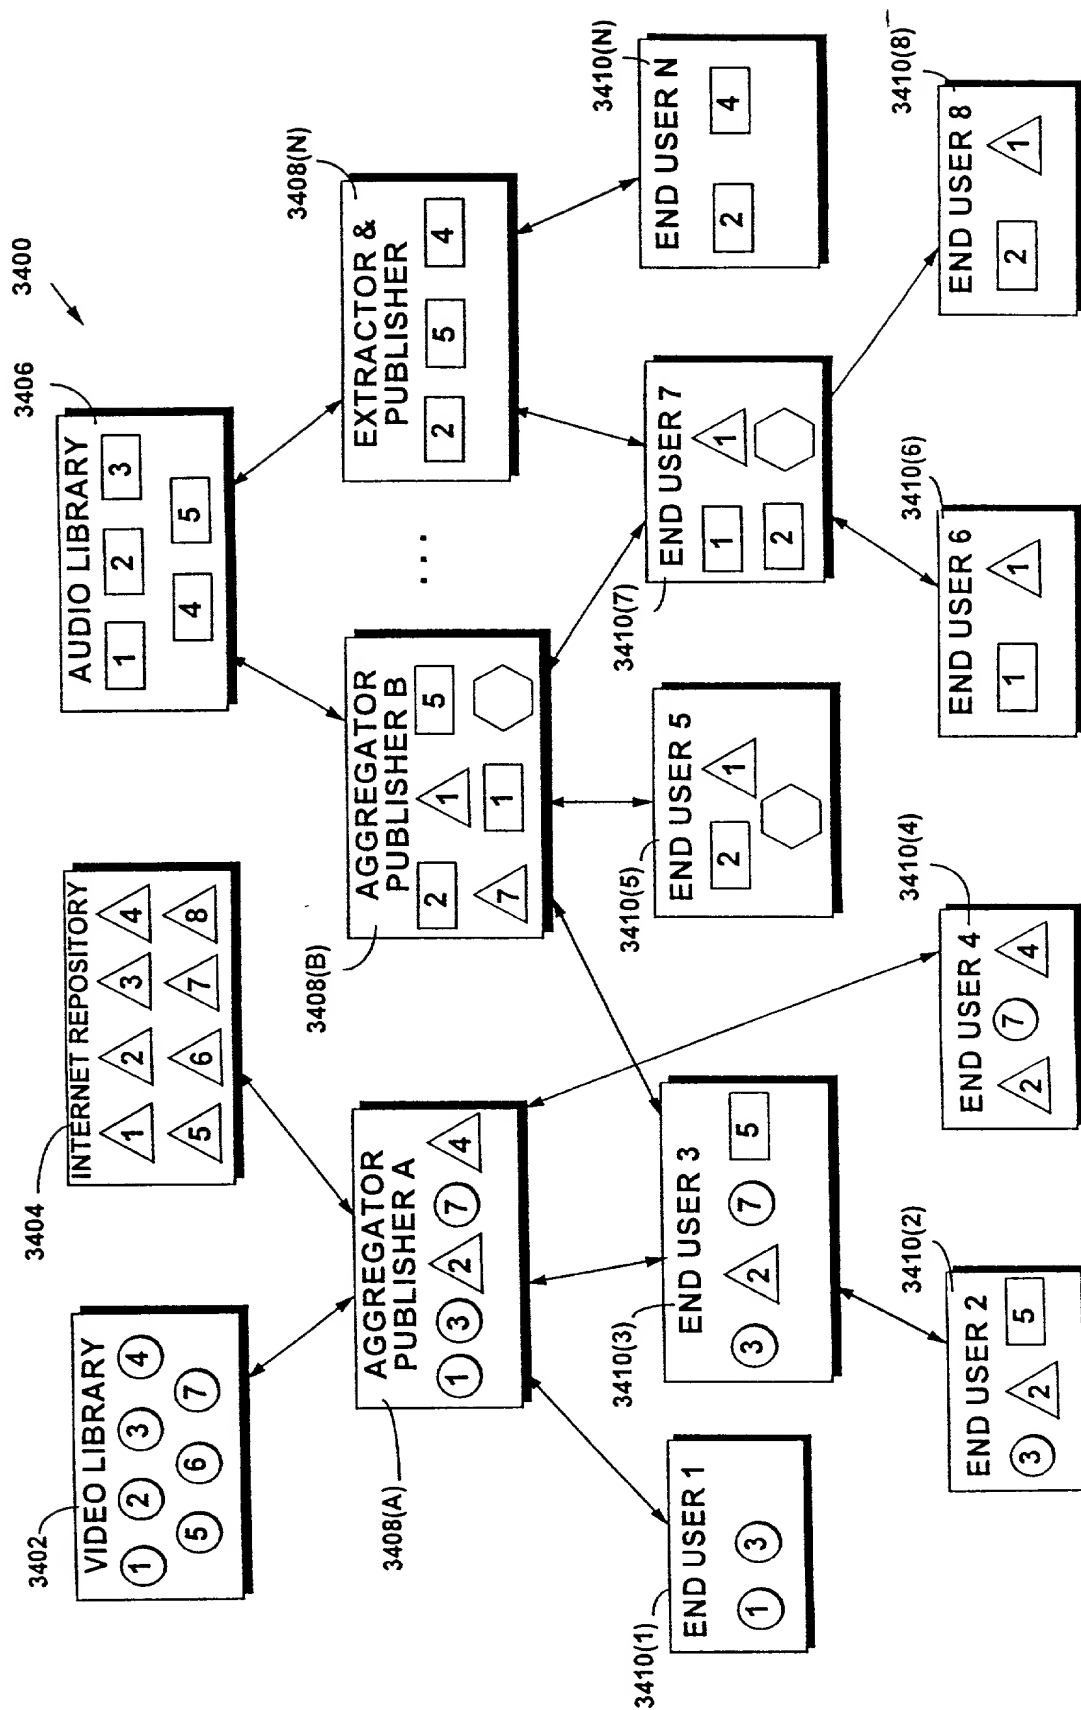 3400
3402
VIDEO LIBRARY
1 2 3 4
5 6 7
3404
INTERNET REPOSITORY
1 2 3 4
5 6 7 8
3406
AUDIO LIBRARY
1 2 3
4 5
3408(A)
AGGREGATOR
PUBLISHER A
1 3 2 7 4
3408(B)
AGGREGATOR
PUBLISHER B
2 1 5
7 1
...
3408(N)
EXTRACTOR &
PUBLISHER
2 5 4
3410(1)
END USER 1
1 3
3410(3)
END USER 3
3 2 7 5
3410(5)
END USER 5
2 1
3410(7)
END USER 7
1 1
2
3410(N)
END USER N
2 4
3410(2)
END USER 2
3 2 5
3410(4)
END USER 4
2 7 4
3410(6)
END USER 6
1 1
3410(8)
END USER 8
2 1